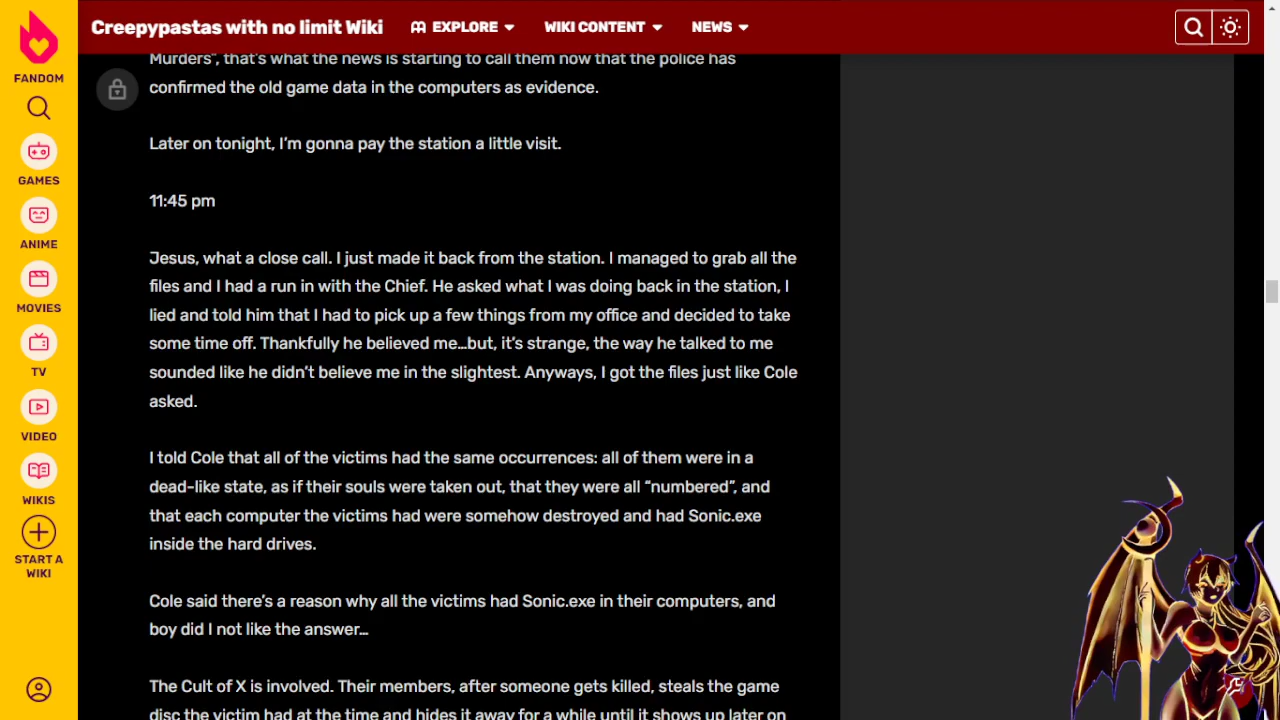 Creepypastas with no limit Wiki
EXPLORE
WIKI CONTENT
NEWS
FANDOM
GAMES
ANIME
MOVIES
TV
VIDEO
WIKIS
START A
WIKI
Murders”, that’s what the news is starting to call them now that the police has
confirmed the old game data in the computers as evidence.
Later on tonight, I’m gonna pay the station a little visit.
11:45 pm
Jesus, what a close call. I just made it back from the station. I managed to grab all the
files and I had a run in with the Chief. He asked what I was doing back in the station, I
lied and told him that I had to pick up a few things from my office and decided to take
some time off. Thankfully he believed me…but, it’s strange, the way he talked to me
sounded like he didn’t believe me in the slightest. Anyways, I got the files just like Cole
asked.
I told Cole that all of the victims had the same occurrences: all of them were in a
dead-like state, as if their souls were taken out, that they were all “numbered”, and
that each computer the victims had were somehow destroyed and had Sonic.exe
inside the hard drives.
Cole said there’s a reason why all the victims had Sonic.exe in their computers, and
boy did I not like the answer…
The Cult of X is involved. Their members, after someone gets killed, steals the game
disc the victim had at the time and hides it away for a while until it shows up later on